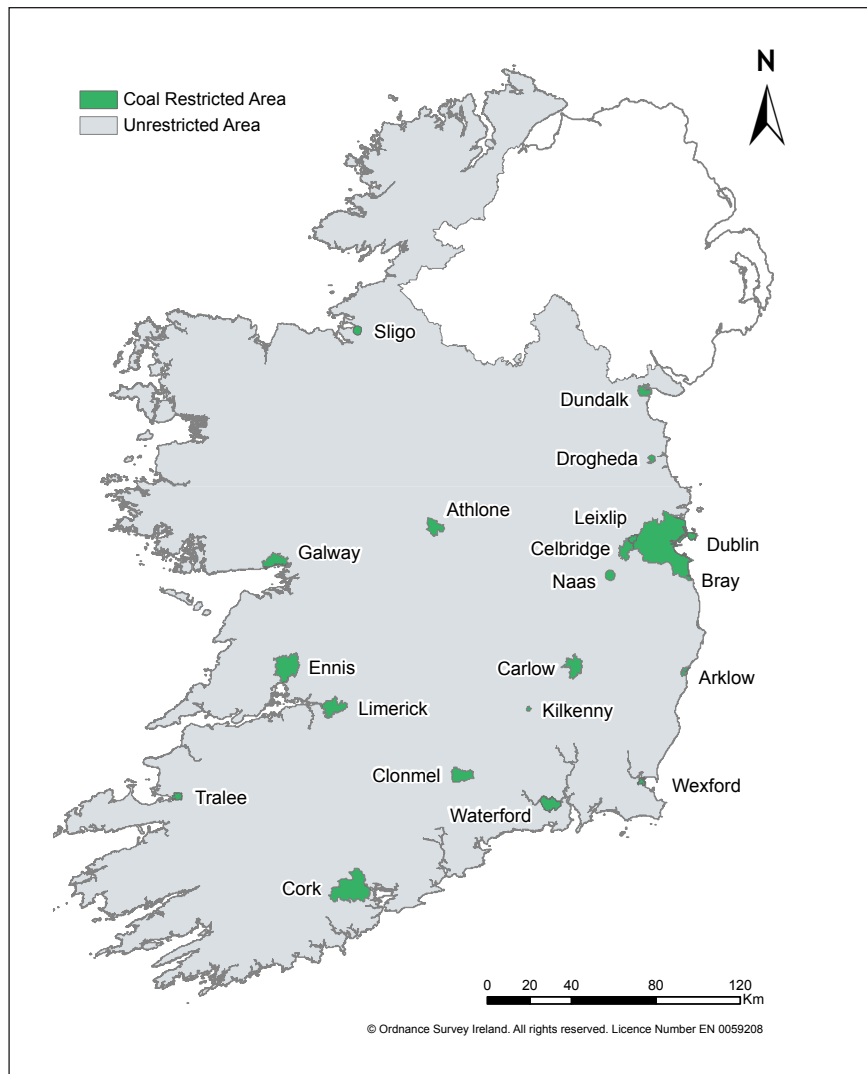 N
Coal Restricted Area
Unrestricted Area
Sligo
Dundalk
Drogheda
Athlone
Leixlip
Dublin
Celbridge
Galway
Naas
Bray
Ennis
Carlow
Arklow
Limerick
Kilkenny
Clonmel
Wexford
Tralee
Waterford
Cork
0 20 40 80 120
Km
© Ordnance Survey Ireland. All rights reserved. Licence Number EN 0059208